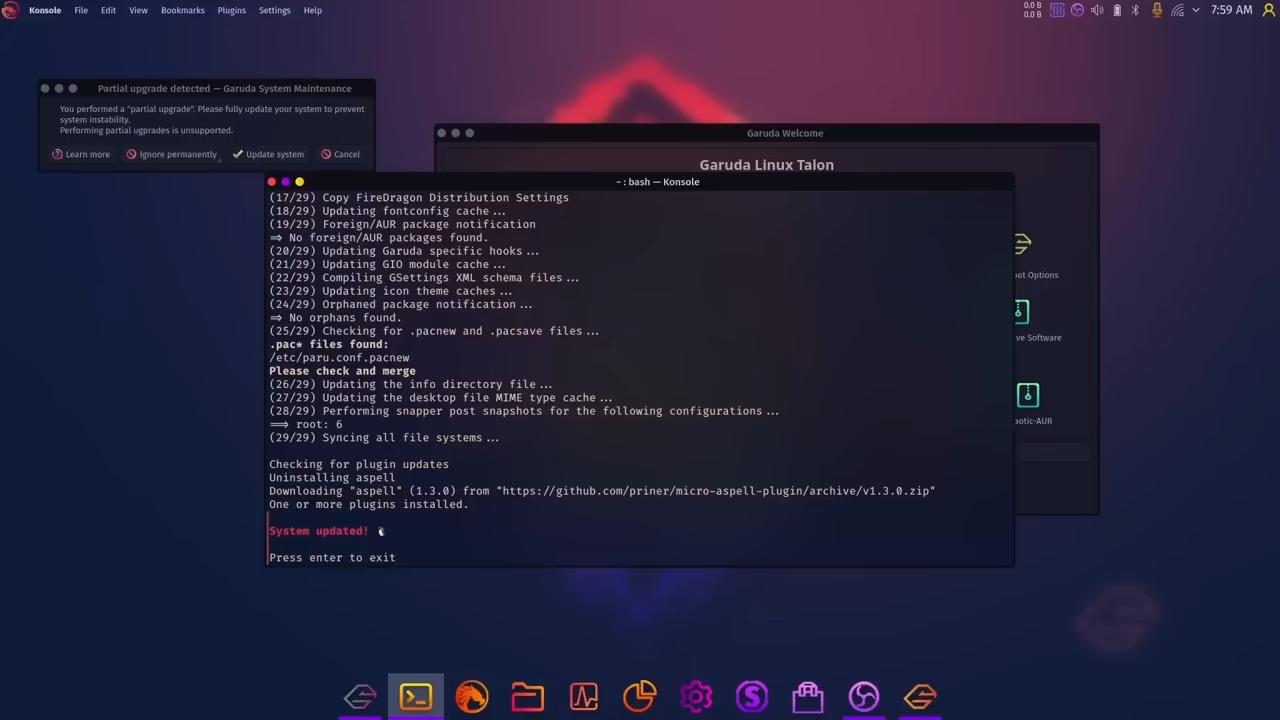 Konsole File Edit View Bookmarks Plugins Settings Help
0.0 B
0.0 B
7:59 AM
Partial upgrade detected — Garuda System Maintenance
You performed a "partial upgrade". Please fully update your system to prevent
system instability.
Performing partial ugprades is unsupported.
Learn more Ignore permanently Update system Cancel
Garuda Welcome
Garuda Linux Talon
oot Options
ve Software
aotic-AUR
~ : bash — Konsole
(17/29) Copy FireDragon Distribution Settings
(18/29) Updating fontconfig cache...
(19/29) Foreign/AUR package notification
=> No foreign/AUR packages found.
(20/29) Updating Garuda specific hooks...
(21/29) Updating GIO module cache...
(22/29) Compiling GSettings XML schema files...
(23/29) Updating icon theme caches...
(24/29) Orphaned package notification...
=> No orphans found.
(25/29) Checking for .pacnew and .pacsave files...
.pac* files found:
/etc/paru.conf.pacnew
Please check and merge
(26/29) Updating the info directory file...
(27/29) Updating the desktop file MIME type cache...
(28/29) Performing snapper post snapshots for the following configurations...
==> root: 6
(29/29) Syncing all file systems...
Checking for plugin updates
Uninstalling aspell
Downloading "aspell" (1.3.0) from "https://github.com/priner/micro-aspell-plugin/archive/v1.3.0.zip"
One or more plugins installed.
System updated! 🐧
Press enter to exit